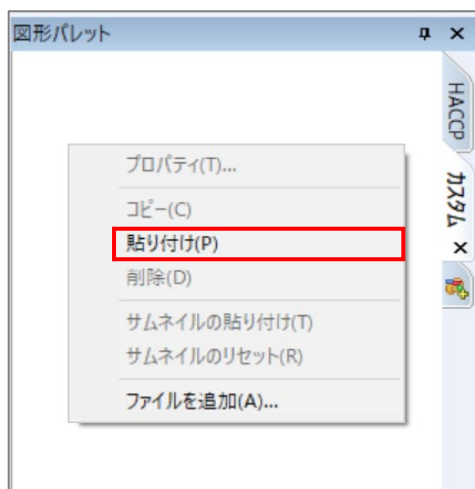 図形パレット
HACCP
カスタム
プロパティ(T)...
コピー(C)
貼り付け(P)
削除(D)
サムネイルの貼り付け(T)
サムネイルのリセット(R)
ファイルを追加(A)...